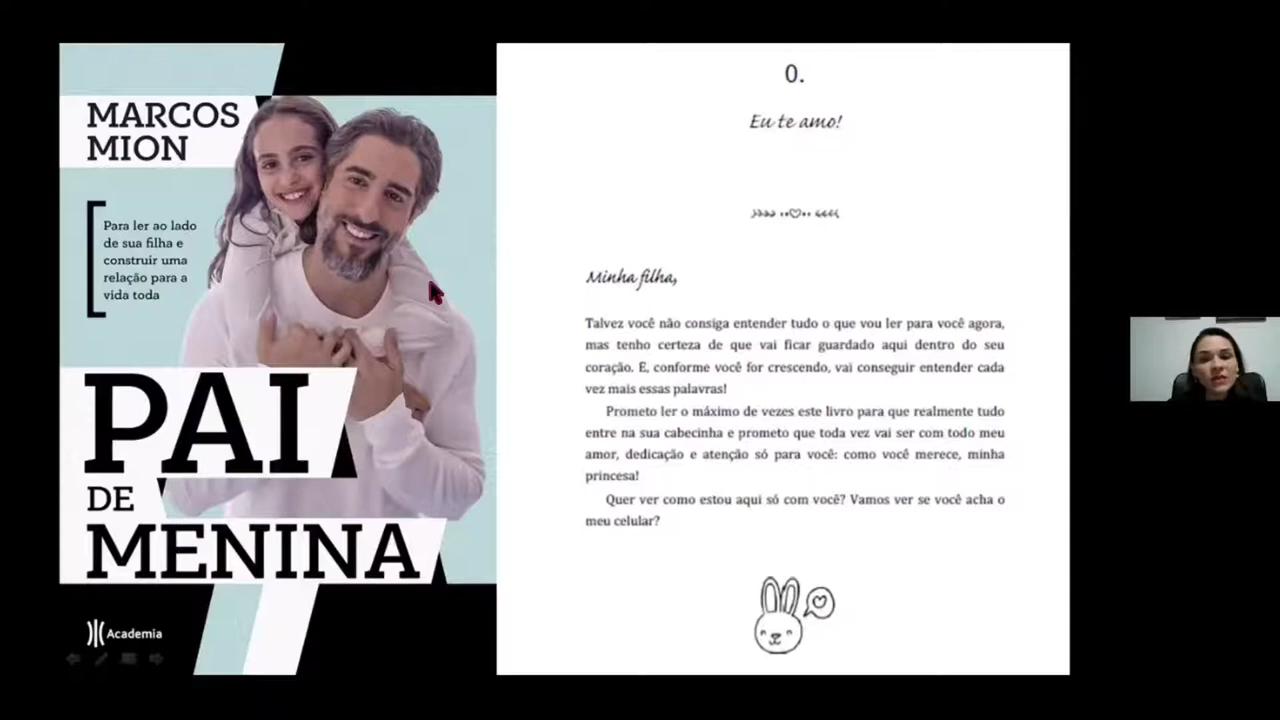 MARCOS
MION
Para ler ao lado
de sua filha e
construir uma
relação para a
vida toda
PAI
DE
MENINA
Academia
0.
Eu te amo!
Minha filha,
Talvez você não consiga entender tudo o que vou ler para você agora,
mas tenho certeza de que vai ficar guardado aqui dentro do seu
coração. E, conforme você for crescendo, vai conseguir entender cada
vez mais essas palavras!
Prometo ler o máximo de vezes este livro para que realmente tudo
entre na sua cabecinha e prometo que toda vez vai ser com todo meu
amor, dedicação e atenção só para você: como você merece, minha
princesa!
Quer ver como estou aqui só com você? Vamos ver se você acha o
meu celular?